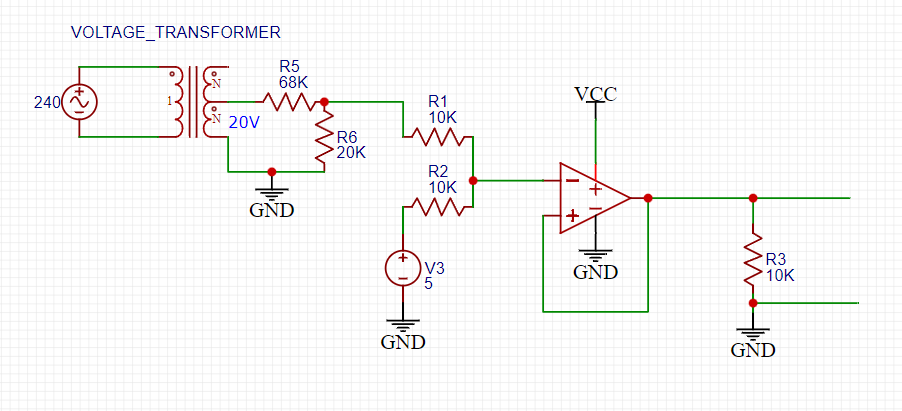 VOLTAGE_TRANSFORMER
240
1
N
N
20V
R5
68K
R6
20K
GND
R1
10K
R2
10K
V3
5
GND
VCC
GND
R3
10K
GND